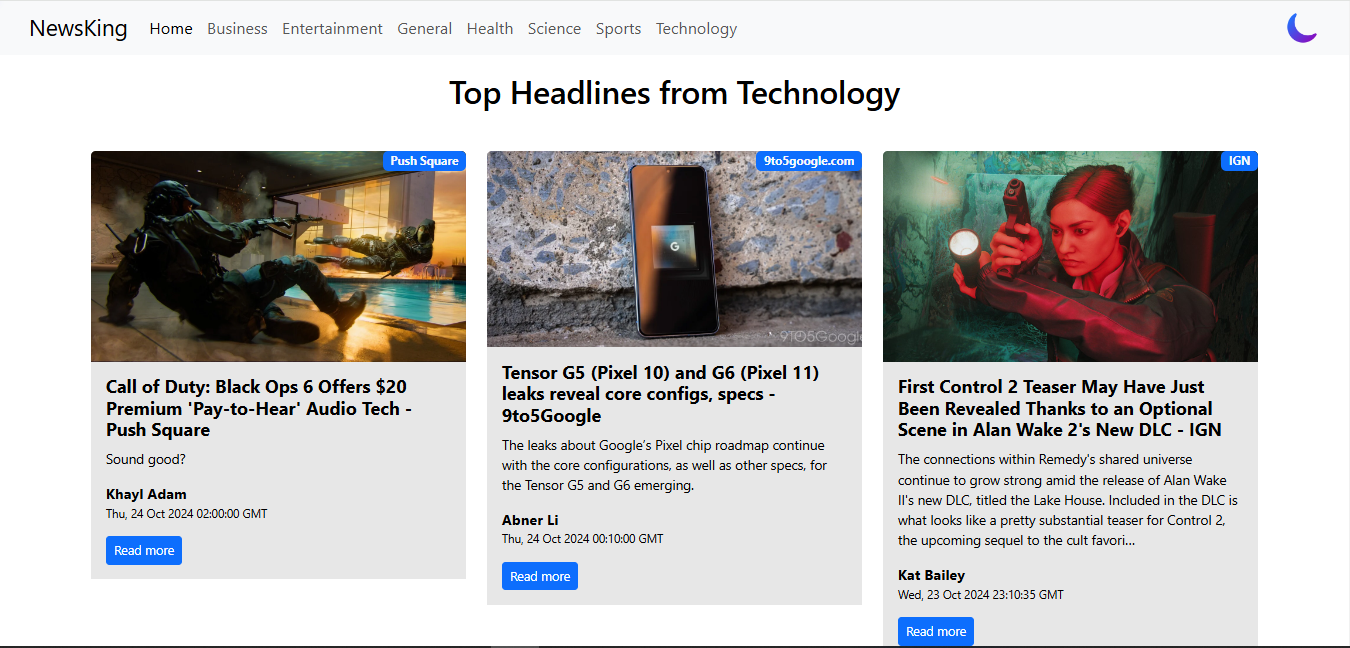 NewsKing Home Business Entertainment General Health Science Sports Technology
Top Headlines from Technology
Push Square
Call of Duty: Black Ops 6 Offers $20
Premium 'Pay-to-Hear' Audio Tech -
Push Square
Sound good?
Khayl Adam
Thu, 24 Oct 2024 02:00:00 GMT
Read more
9to5google.com
G
9TO5Google
Tensor G5 (Pixel 10) and G6 (Pixel 11)
leaks reveal core configs, specs -
9to5Google
The leaks about Google’s Pixel chip roadmap continue
with the core configurations, as well as other specs, for
the Tensor G5 and G6 emerging.
Abner Li
Thu, 24 Oct 2024 00:10:00 GMT
Read more
IGN
First Control 2 Teaser May Have Just
Been Revealed Thanks to an Optional
Scene in Alan Wake 2's New DLC - IGN
The connections within Remedy's shared universe
continue to grow strong amid the release of Alan Wake
II's new DLC, titled the Lake House. Included in the DLC is
what looks like a pretty substantial teaser for Control 2,
the upcoming sequel to the cult favori...
Kat Bailey
Wed, 23 Oct 2024 23:10:35 GMT
Read more